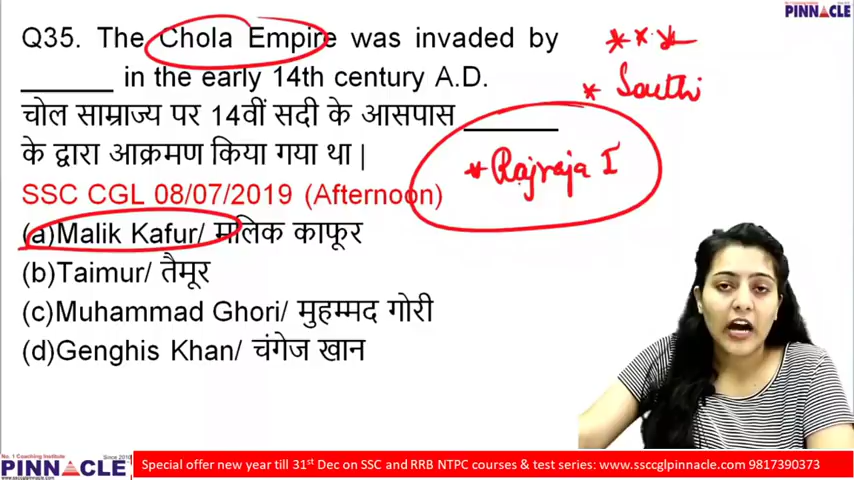 PINNACLE
Q35. The Chola Empire was invaded by
_____ in the early 14th century A.D.
चोल साम्राज्य पर 14वीं सदी के आसपास _____
के द्वारा आक्रमण किया गया था |
SSC CGL 08/07/2019 (Afternoon)
(a)Malik Kafur/ मलिक काफूर
(b)Taimur/ तैमूर
(c)Muhammad Ghori/ मुहम्मद गोरी
(d)Genghis Khan/ चंगेज खान
* * *
* South
* Rajraja I
No. 1 Coaching Institute Since 2010
PINNACLE
Special offer new year till 31st Dec on SSC and RRB NTPC courses & test series: www.ssccglpinnacle.com 9817390373